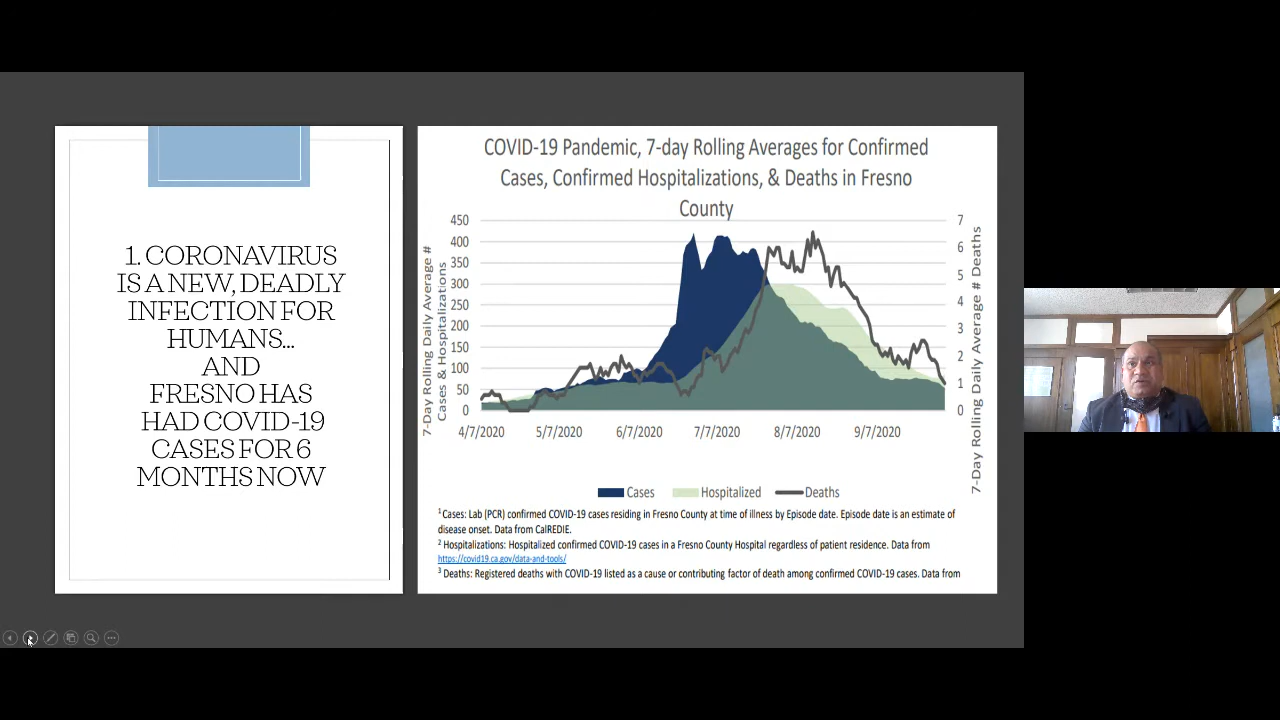 1. CORONAVIRUS
IS A NEW, DEADLY
INFECTION FOR
HUMANS...
AND
FRESNO HAS
HAD COVID-19
CASES FOR 6
MONTHS NOW
COVID-19 Pandemic, 7-day Rolling Averages for Confirmed
Cases, Confirmed Hospitalizations, & Deaths in Fresno
County
7-Day Rolling Daily Average #
Cases & Hospitalizations
450
400
350
300
250
200
150
100
50
0
7
6
5
4
3
2
1
0
7-Day Rolling Daily Average # Deaths
4/7/2020 5/7/2020 6/7/2020 7/7/2020 8/7/2020 9/7/2020
Cases Hospitalized Deaths
1 Cases: Lab (PCR) confirmed COVID-19 cases residing in Fresno County at time of illness by Episode date. Episode date is an estimate of
disease onset. Data from CalREDIE.
2 Hospitalizations: Hospitalized confirmed COVID-19 cases in a Fresno County Hospital regardless of patient residence. Data from
https://covid19.ca.gov/data-and-tools/
3 Deaths: Registered deaths with COVID-19 listed as a cause or contributing factor of death among confirmed COVID-19 cases. Data from